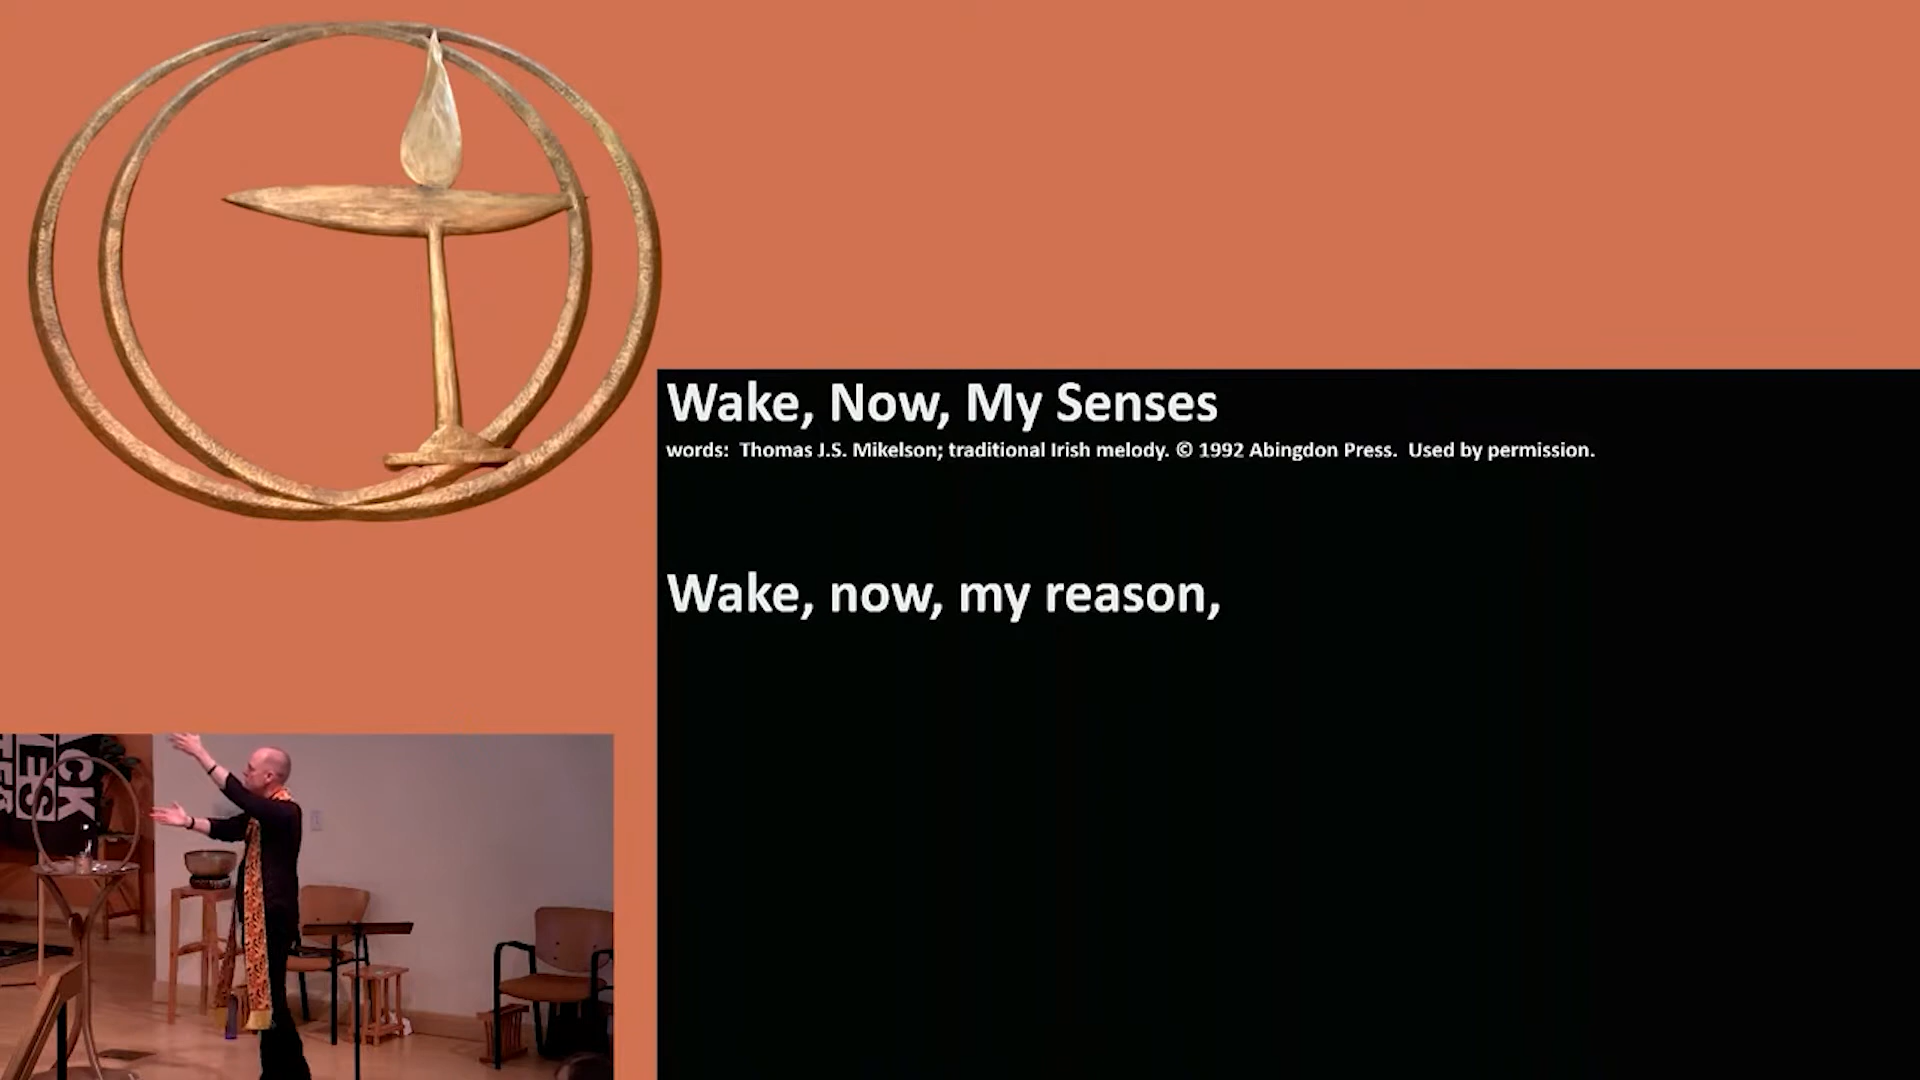 Wake, Now, My Senses
words:  Thomas J.S. Mikelson; traditional Irish melody. © 1992 Abingdon Press.  Used by permission.
Wake, now, my reason,